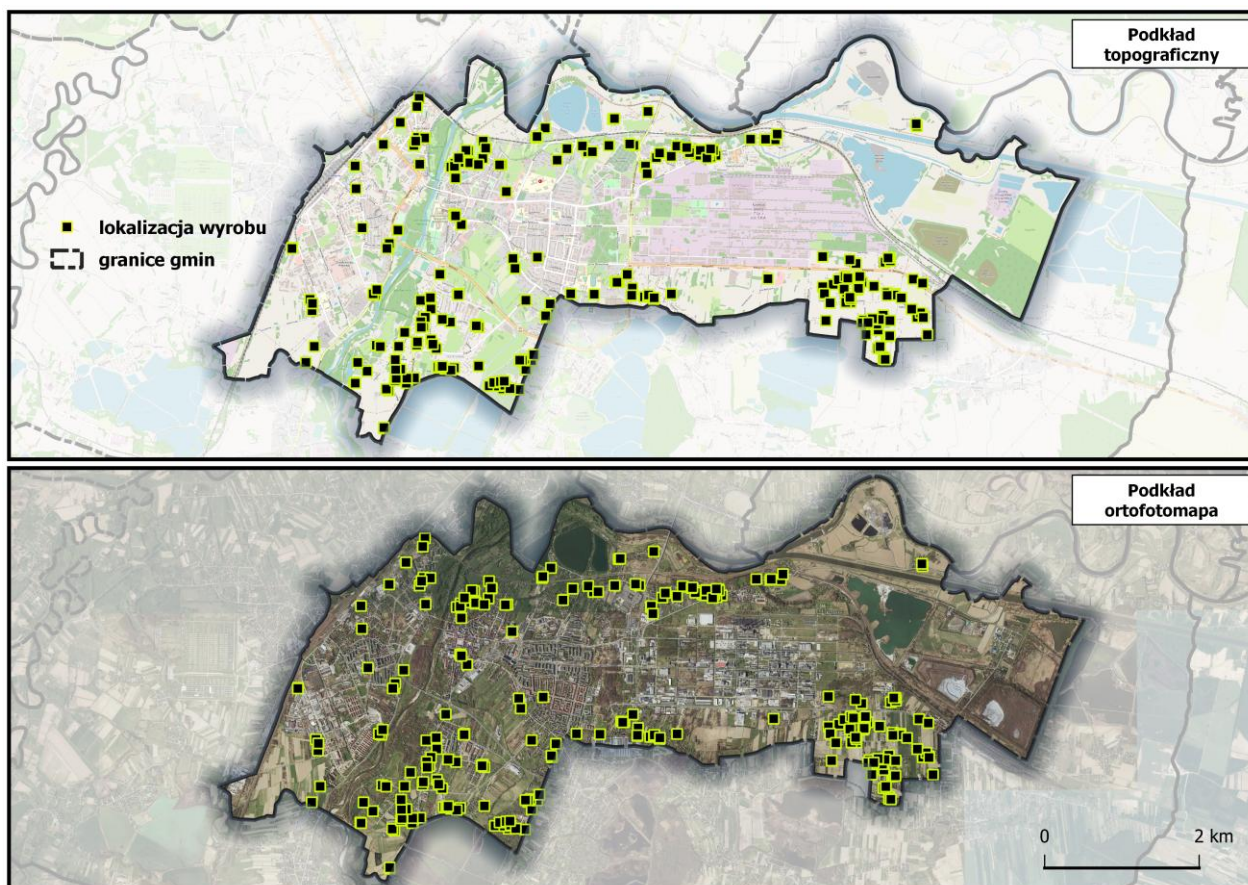 Podkład
topograficzny
lokalizacja wyrobu
granice gmin
Podkład
ortofotomapa
0 2 km